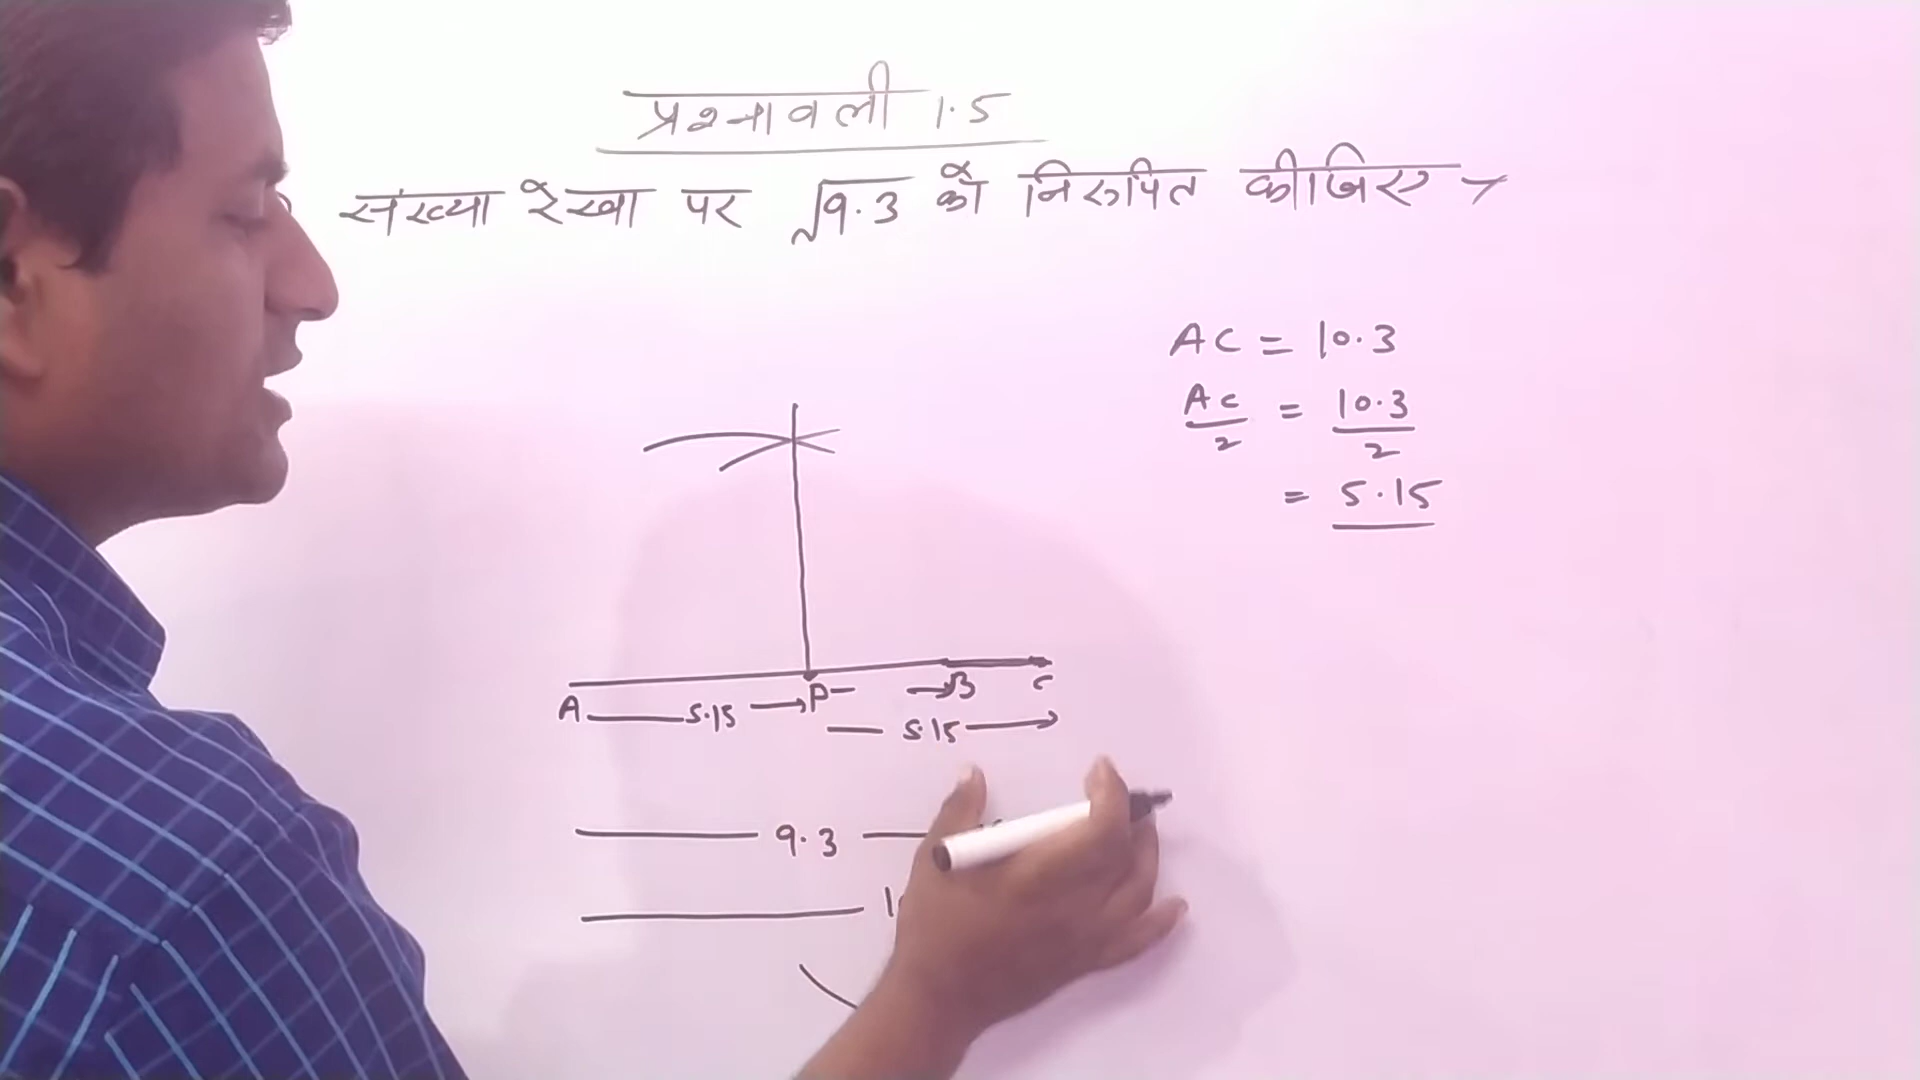 प्रश्नावली 1.5
संख्या रेखा पर √9.3 को निरूपित कीजिए
AC = 10.3
AC/2 = 10.3/2
= 5.15
A 5.15 P B C
5.15
9.3